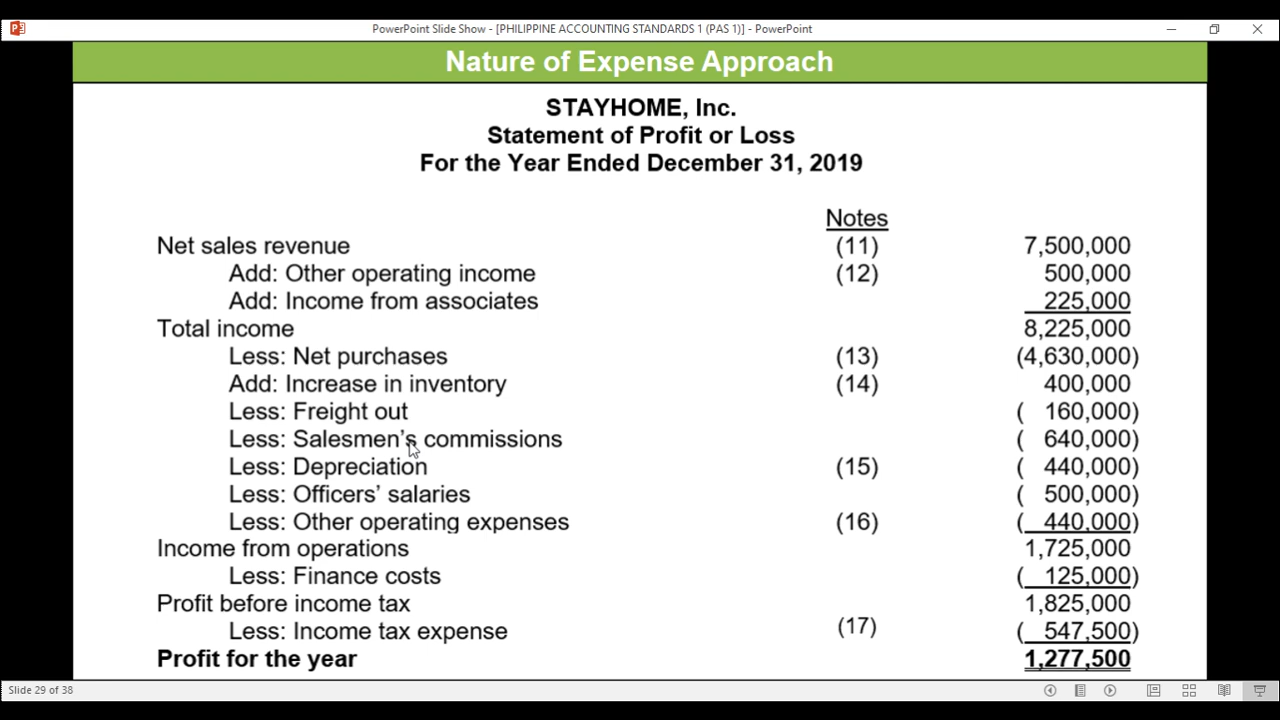 PowerPoint Slide Show - [PHILIPPINE ACCOUNTING STANDARDS 1 (PAS 1)] - PowerPoint
Nature of Expense Approach
STAYHOME, Inc.
Statement of Profit or Loss
For the Year Ended December 31, 2019
Notes
Net sales revenue (11) 7,500,000
Add: Other operating income (12) 500,000
Add: Income from associates 225,000
Total income 8,225,000
Less: Net purchases (13) (4,630,000)
Add: Increase in inventory (14) 400,000
Less: Freight out ( 160,000)
Less: Salesmen's commissions ( 640,000)
Less: Depreciation (15) ( 440,000)
Less: Officers' salaries ( 500,000)
Less: Other operating expenses (16) ( 440,000)
Income from operations 1,725,000
Less: Finance costs ( 125,000)
Profit before income tax 1,825,000
Less: Income tax expense (17) ( 547,500)
Profit for the year 1,277,500
Slide 29 of 38